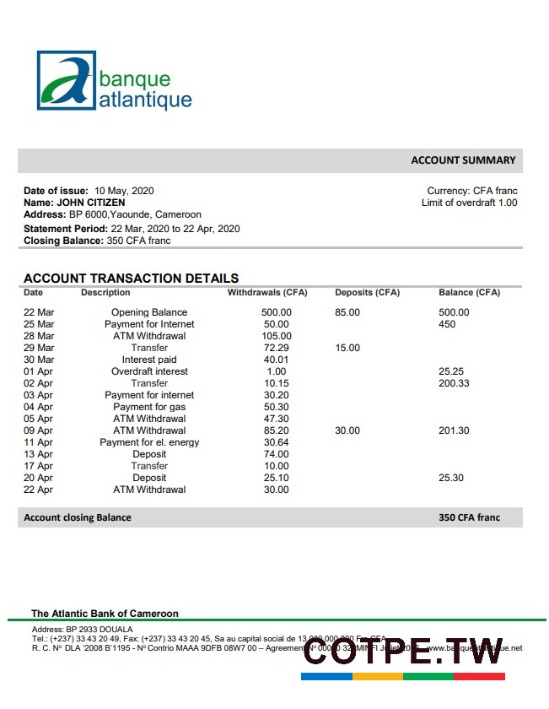 banque
atlantique
ACCOUNT SUMMARY
Date of issue: 10 May, 2020 Currency: CFA franc
Name: JOHN CITIZEN Limit of overdraft 1.00
Address: BP 6000,Yaounde, Cameroon
Statement Period: 22 Mar, 2020 to 22 Apr, 2020
Closing Balance: 350 CFA franc
ACCOUNT TRANSACTION DETAILS
Date Description Withdrawals (CFA) Deposits (CFA) Balance (CFA)
22 Mar Opening Balance 500.00 85.00 500.00
25 Mar Payment for Internet 50.00 450
28 Mar ATM Withdrawal 105.00
29 Mar Transfer 72.29 15.00
30 Mar Interest paid 40.01
01 Apr Overdraft interest 1.00 25.25
02 Apr Transfer 10.15 200.33
03 Apr Payment for internet 30.20
04 Apr Payment for gas 50.30
05 Apr ATM Withdrawal 47.30
09 Apr ATM Withdrawal 85.20 30.00 201.30
11 Apr Payment for el. energy 30.64
13 Apr Deposit 74.00
17 Apr Transfer 10.00
20 Apr Deposit 25.10 25.30
22 Apr ATM Withdrawal 30.00
Account closing Balance 350 CFA franc
The Atlantic Bank of Cameroon
Address: BP 2933 DOUALA
Tel.: (+237) 33 43 20 49, Fax: (+237) 33 43 20 45, Sa au capital social de
R. C. Nº DLA '2008 B'1195 - Nº Contrio MAAA 9DFB 08W7 00 – Agreement
COTPE.TW